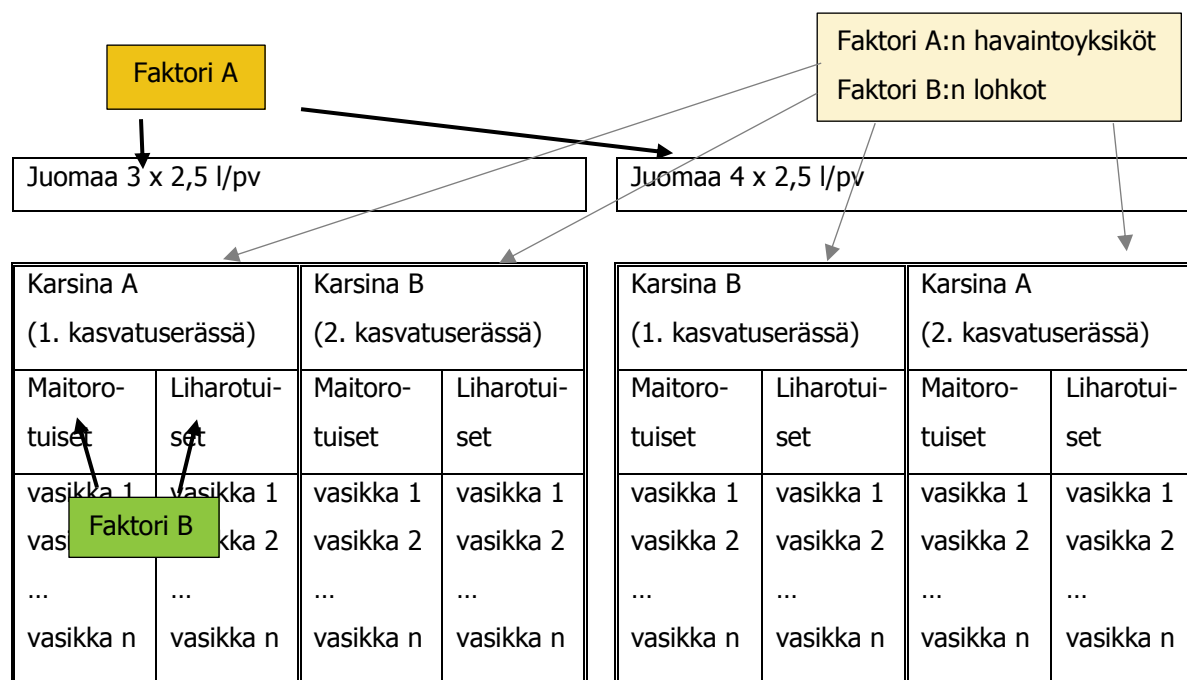 Faktori A
Faktori A:n havaintoyksiköt
Faktori B:n lohkot
Juomaa 3 x 2,5 l/pv
Juomaa 4 x 2,5 l/pv
Karsina A
(1. kasvatuserässä)
Karsina B
(2. kasvatuserässä)
Karsina B
(1. kasvatuserässä)
Karsina A
(2. kasvatuserässä)
Maitoro-
tuiset
Liharotui-
set
Maitoro-
tuiset
Liharotui-
set
Maitoro-
tuiset
Liharotui-
set
Maitoro-
tuiset
Liharotui-
set
vasikka 1
vasi
…
vasikka n
vasikka 1
kka 2
…
vasikka n
Faktori B
vasikka 1
vasikka 2
…
vasikka n
vasikka 1
vasikka 2
…
vasikka n
vasikka 1
vasikka 2
…
vasikka n
vasikka 1
vasikka 2
…
vasikka n
vasikka 1
vasikka 2
…
vasikka n
vasikka 1
vasikka 2
…
vasikka n